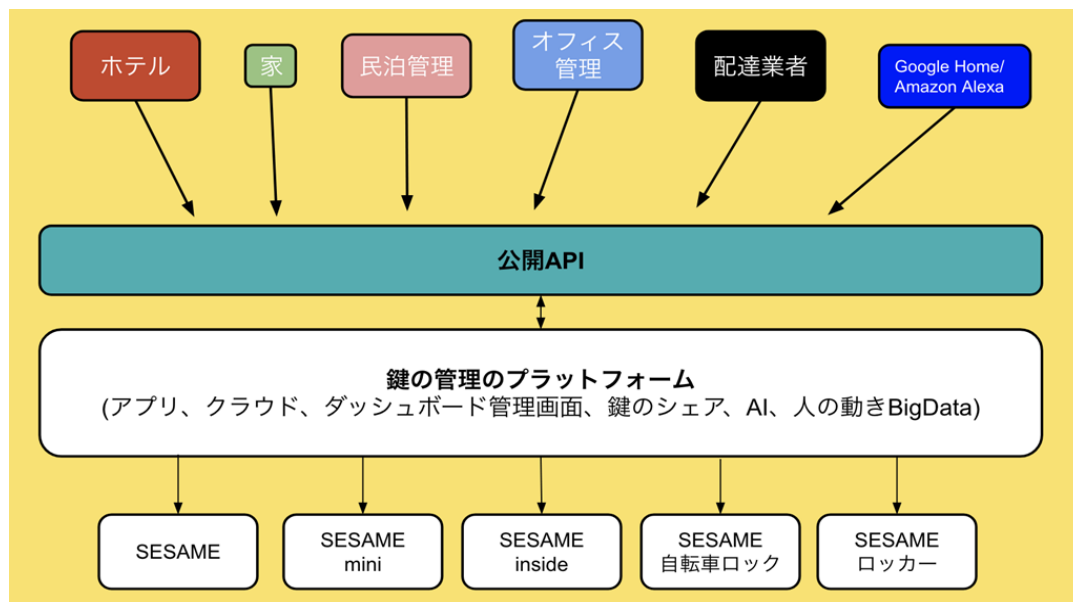 ホテル
家
民泊管理
オフィス
管理
配達業者
Google Home/
Amazon Alexa
公開API
鍵の管理のプラットフォーム
(アプリ、クラウド、ダッシュボード管理画面、鍵のシェア、AI、人の動きBigData)
SESAME
SESAME
mini
SESAME
inside
SESAME
自転車ロック
SESAME
ロッカー